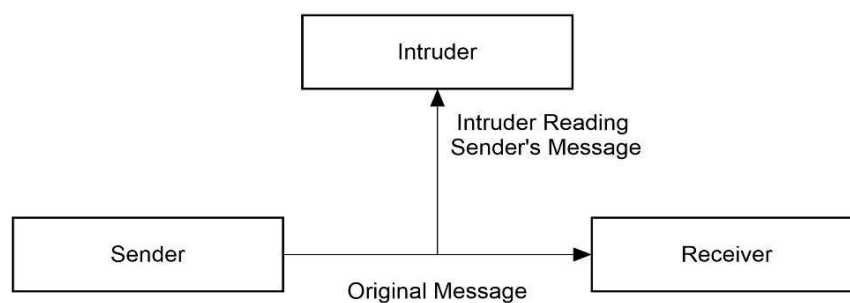 Intruder
Intruder Reading
Sender's Message
Sender
Receiver
Original Message